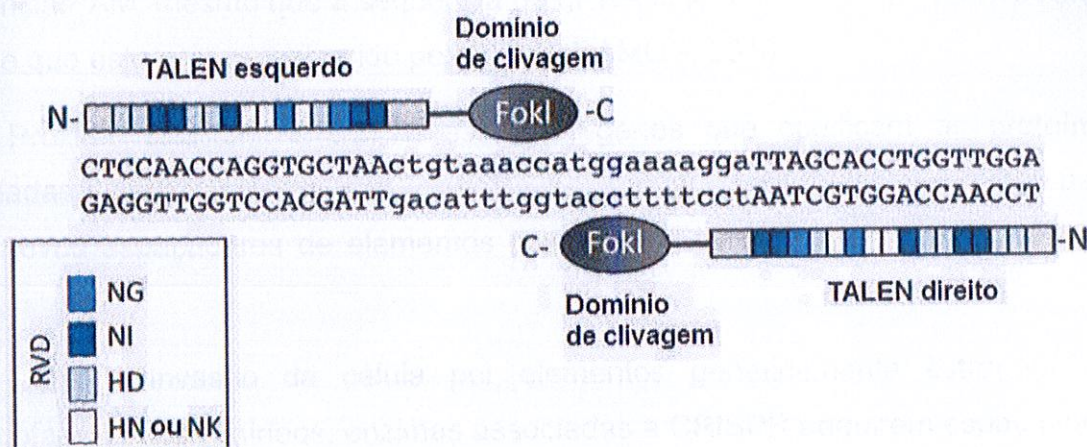 Domínio
de clivagem
TALEN esquerdo
N-
FokI
-C
CTCCAACCAGGTGCTAActgtaaaccatggaaaaggaTTAGCACCTGGTTGGA
GAGGTTGGTCCACGATTgacatttggtaccttttcctAATCGTGGACCAACCT
C-
FokI
-N
Domínio
de clivagem
TALEN direito
RVD
NG
NI
HD
HN ou NK